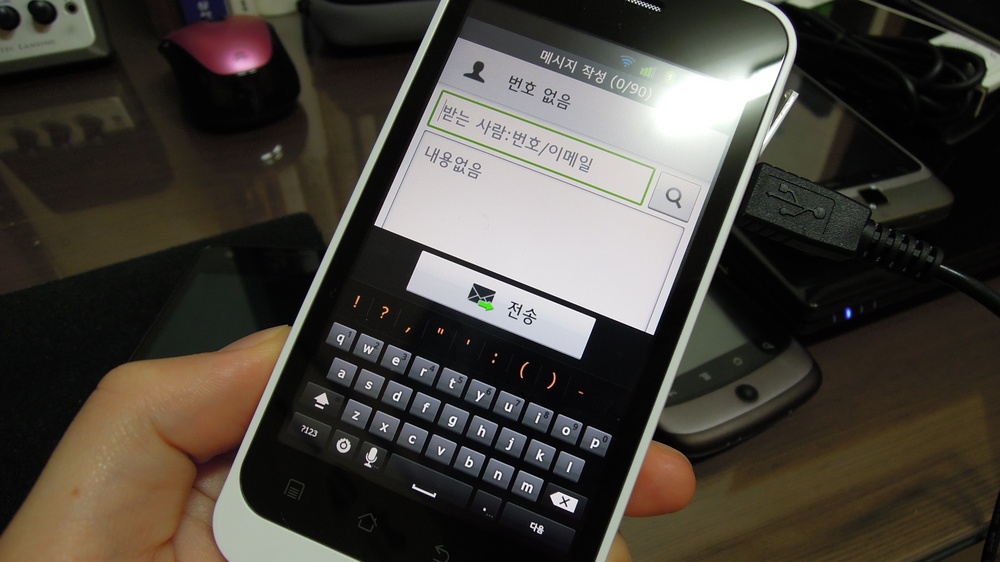 메시지 작성 (0/90)
번호 없음
받는 사람:번호/이메일
내용없음
전송
! ? , " ' : ( ) -
q w e r t y u i o p
a s d f g h j k l
z x c v b n m
?123
다음